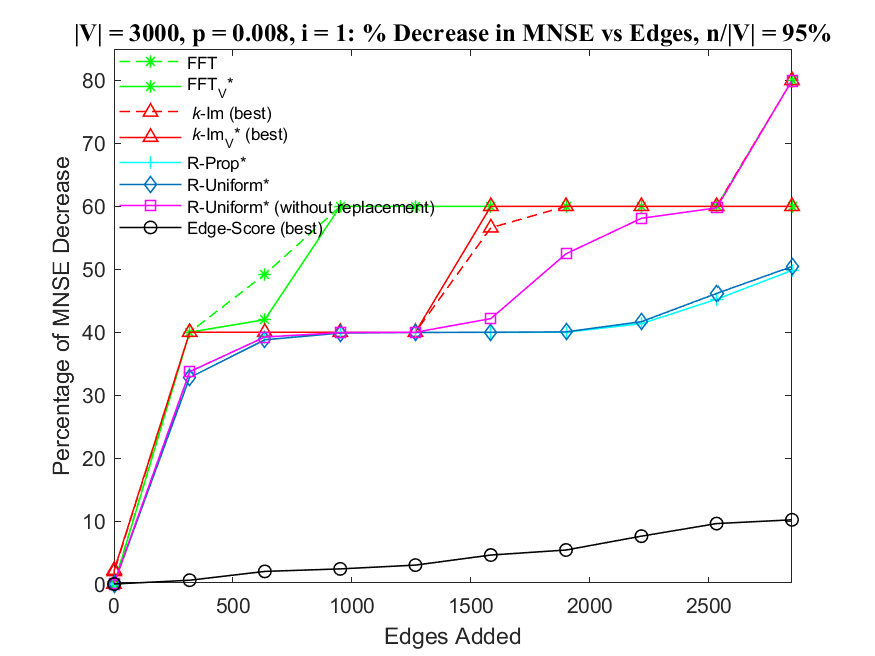 |V| = 3000, p = 0.008, i = 1: % Decrease in MNSE vs Edges, n/|V| = 95%
FFT
FFT_V*
k-Im (best)
k-Im_V* (best)
R-Prop*
R-Uniform*
R-Uniform* (without replacement)
Edge-Score (best)
80
70
60
50
40
30
20
10
0
Percentage of MNSE Decrease
0 500 1000 1500 2000 2500
Edges Added